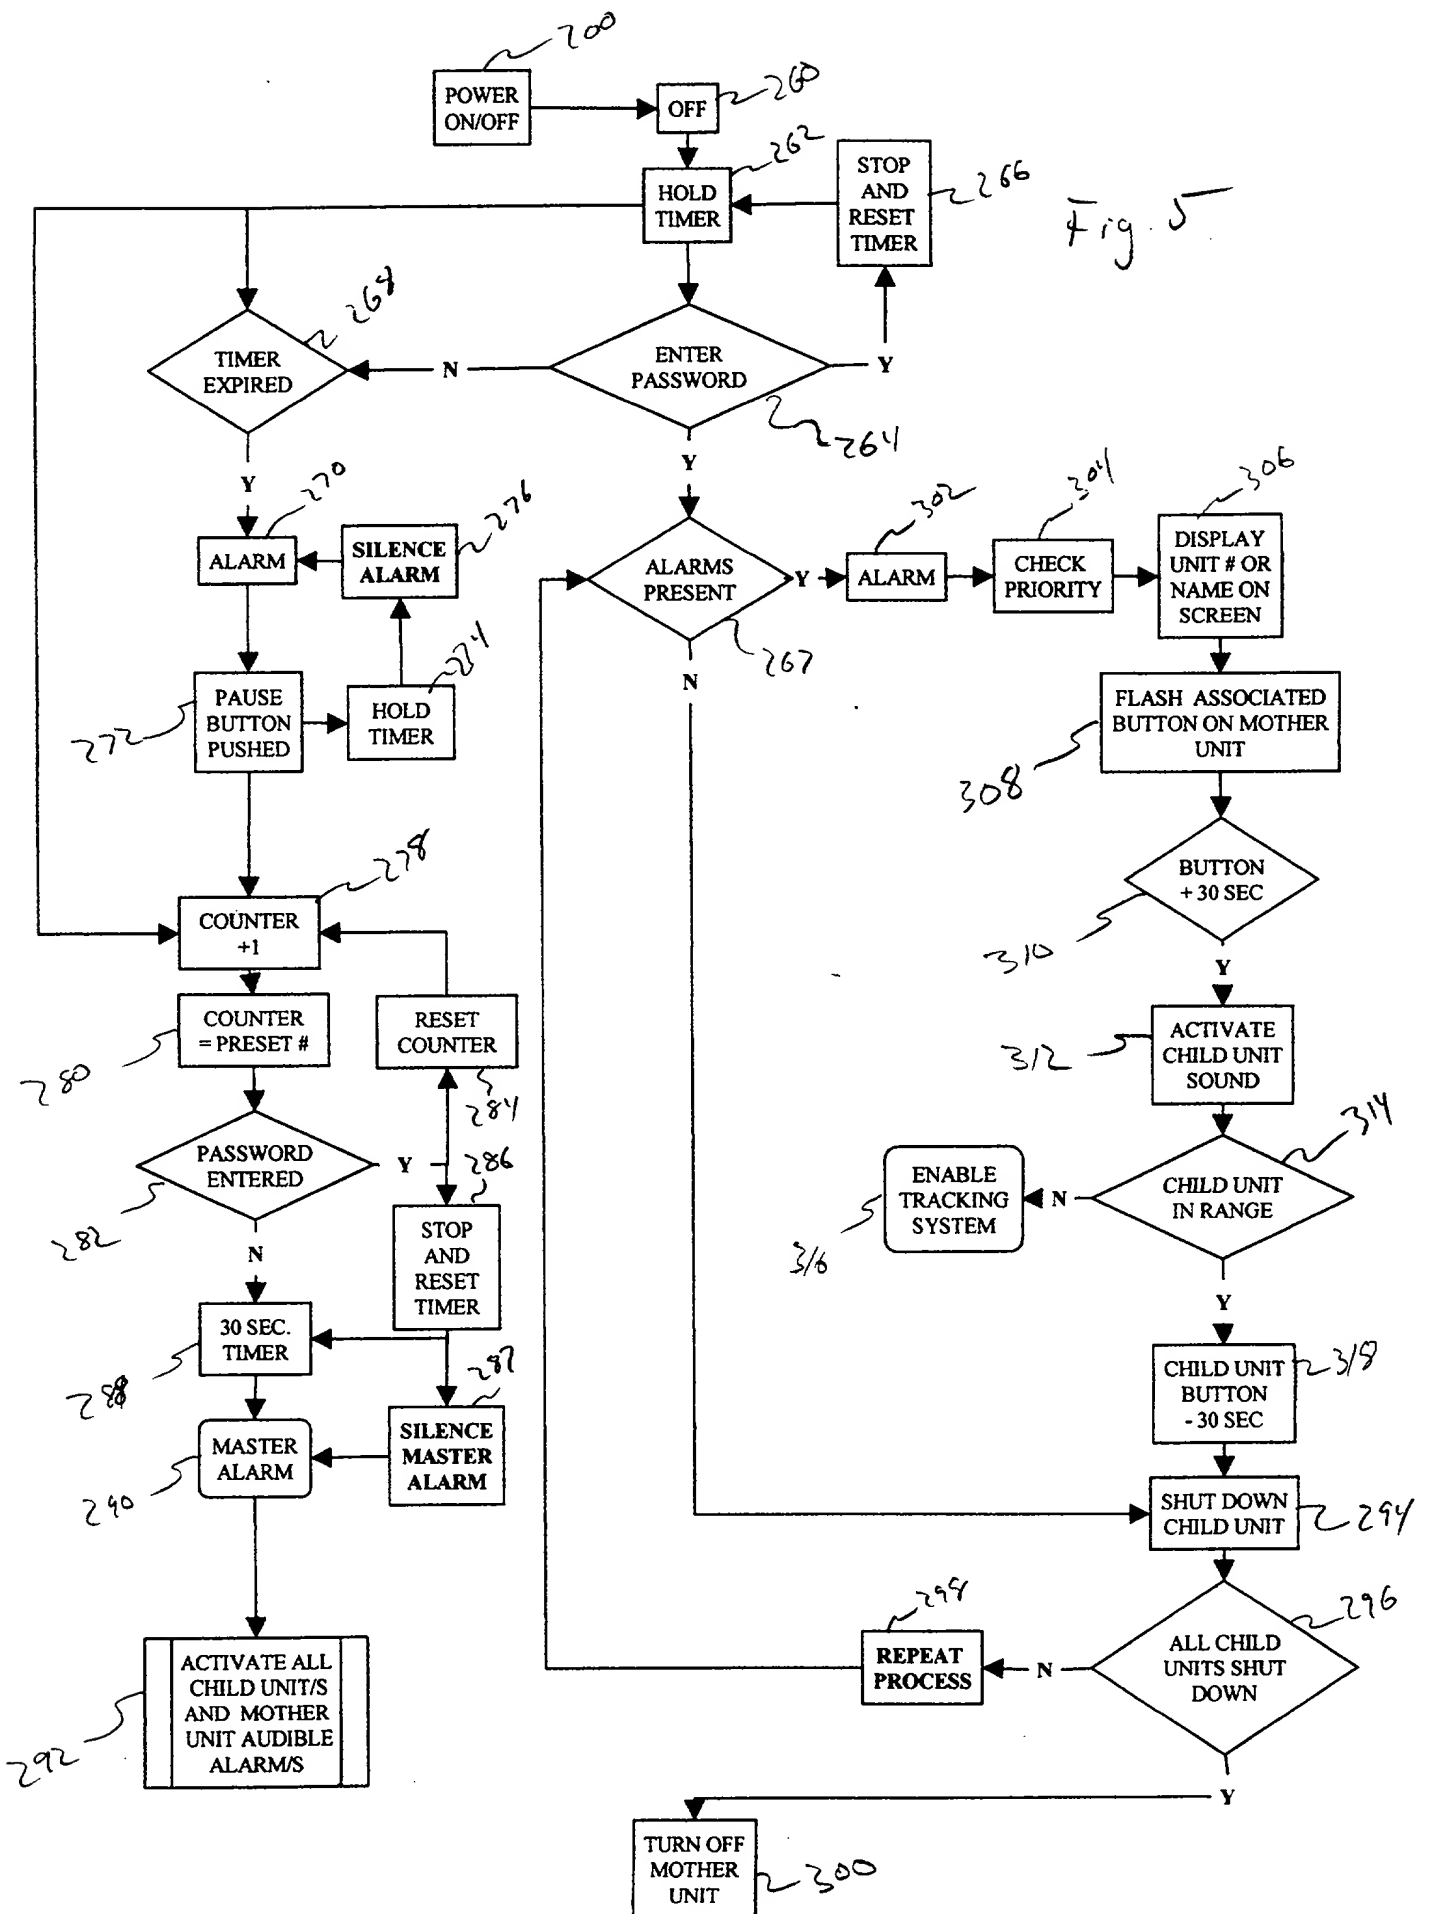 200
POWER
ON/OFF
OFF
260
262
HOLD
TIMER
STOP
AND
RESET
TIMER
266
Fig. 5
268
TIMER
EXPIRED
N
ENTER
PASSWORD
Y
264
Y
Y
270
ALARM
276
SILENCE
ALARM
274
HOLD
TIMER
PAUSE
BUTTON
PUSHED
272
ALARMS
PRESENT
267
Y
302
ALARM
304
CHECK
PRIORITY
306
DISPLAY
UNIT # OR
NAME ON
SCREEN
N
FLASH ASSOCIATED
BUTTON ON MOTHER
UNIT
308
BUTTON
+ 30 SEC
310
Y
ACTIVATE
CHILD UNIT
SOUND
312
314
CHILD UNIT
IN RANGE
N
ENABLE
TRACKING
SYSTEM
316
Y
CHILD UNIT
BUTTON
- 30 SEC
318
278
COUNTER
+1
COUNTER
= PRESET #
280
RESET
COUNTER
284
PASSWORD
ENTERED
282
Y
286
STOP
AND
RESET
TIMER
N
30 SEC.
TIMER
288
287
SILENCE
MASTER
ALARM
MASTER
ALARM
290
ACTIVATE ALL
CHILD UNIT/S
AND MOTHER
UNIT AUDIBLE
ALARM/S
292
SHUT DOWN
CHILD UNIT
294
296
ALL CHILD
UNITS SHUT
DOWN
N
298
REPEAT
PROCESS
Y
TURN OFF
MOTHER
UNIT
300